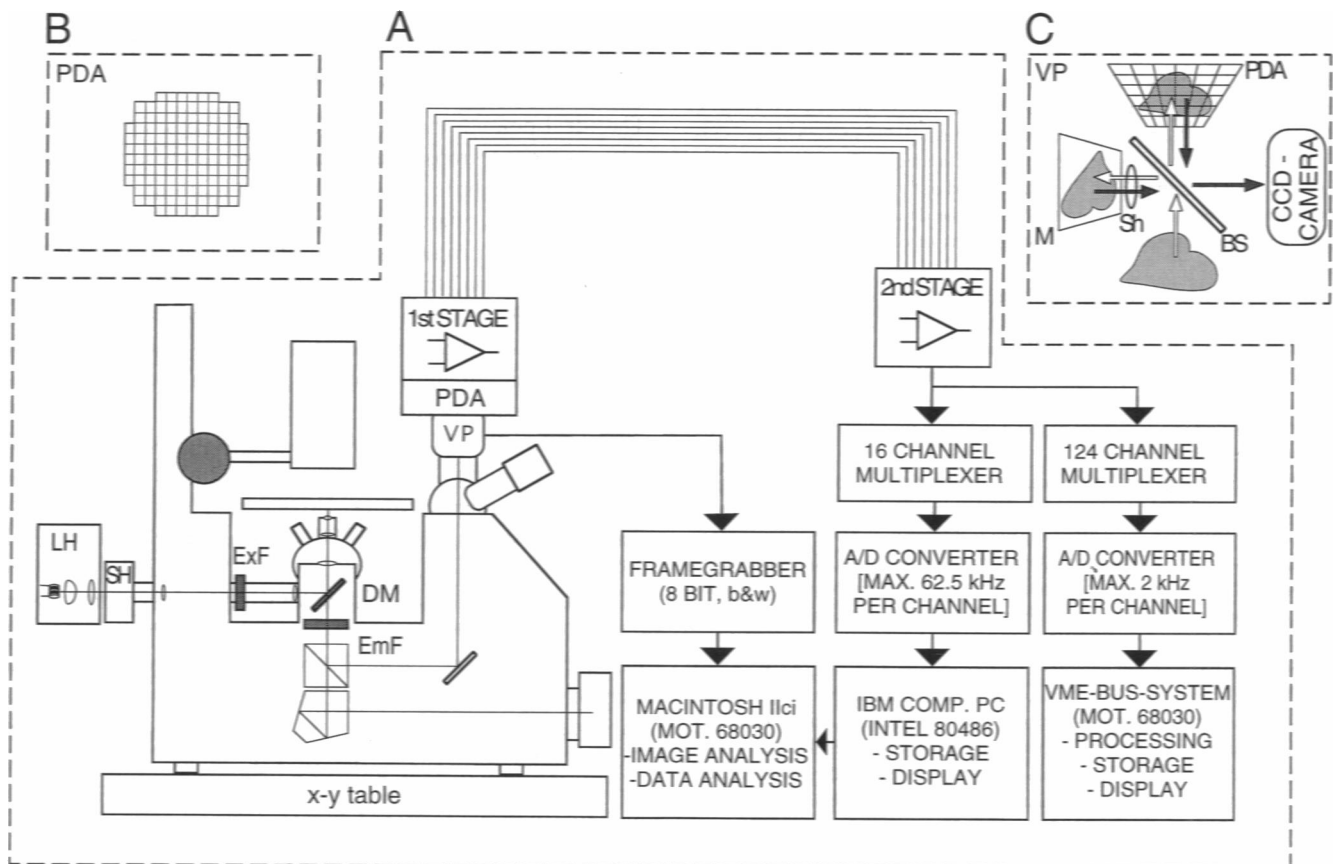 B
PDA
A
C
VP
PDA
M
Sh
BS
CCD-
CAMERA
1st STAGE
PDA
VP
2nd STAGE
LH
SH
ExF
DM
EmF
x-y table
FRAMEGRABBER
(8 BIT, b&w)
MACINTOSH IIci
(MOT. 68030)
-IMAGE ANALYSIS
-DATA ANALYSIS
16 CHANNEL
MULTIPLEXER
A/D CONVERTER
[MAX. 62.5 kHz
PER CHANNEL]
IBM COMP. PC
(INTEL 80486)
- STORAGE
- DISPLAY
124 CHANNEL
MULTIPLEXER
A/D CONVERTER
[MAX. 2 kHz
PER CHANNEL]
VME-BUS-SYSTEM
(MOT. 68030)
- PROCESSING
- STORAGE
- DISPLAY